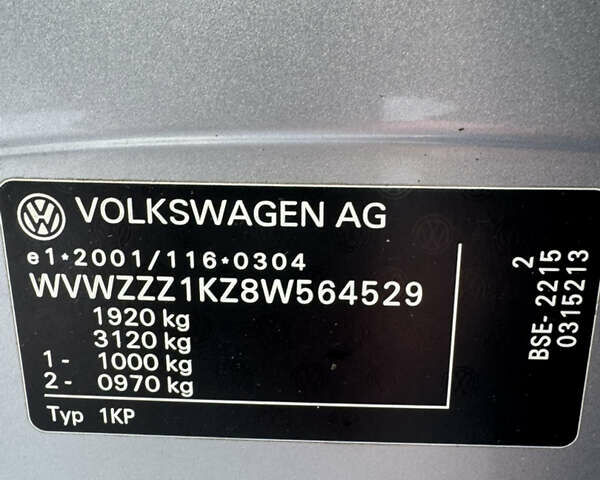 VOLKSWAGEN AG
e1*2001/116*0304
WVWZZZ1KZ8W564529
1920 kg
3120 kg
1 - 1000 kg
2 - 0970 kg
Typ 1KP
2
BSE- 2215
0315213